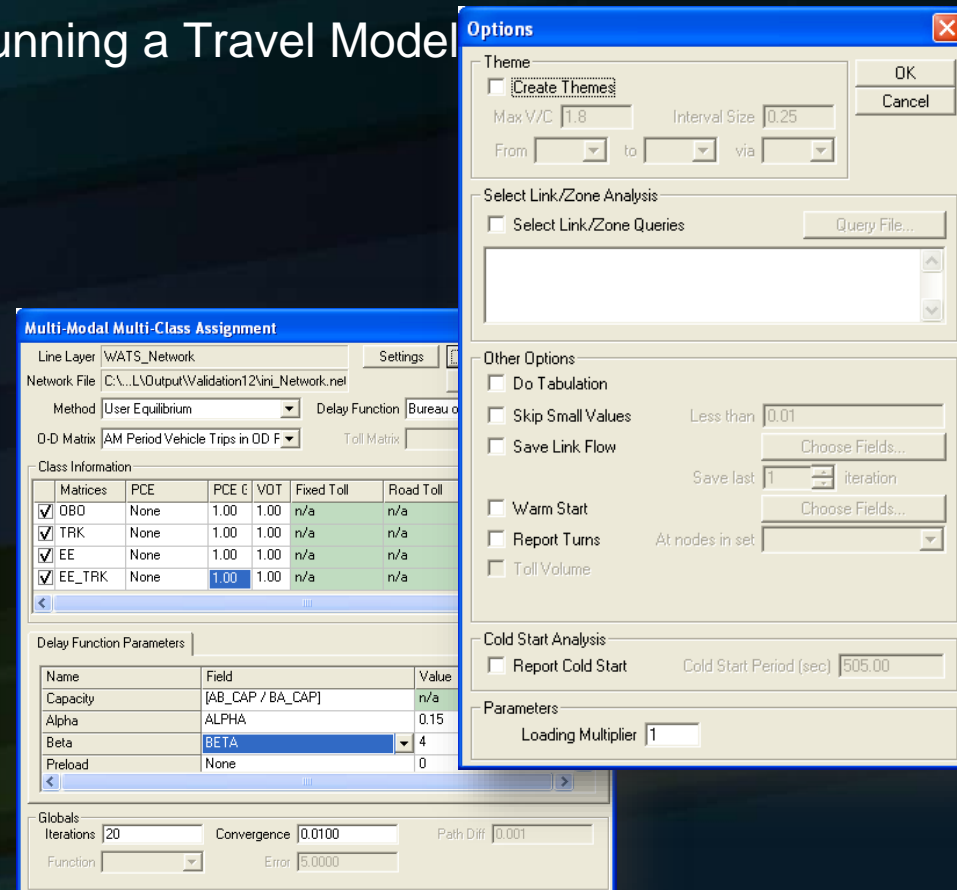 unning a Travel Model
Options
Theme
Create Themes
OK
Cancel
Max V/C 1.8 Interval Size 0.25
From to via
Select Link/Zone Analysis
Select Link/Zone Queries Query File...
Other Options
Do Tabulation
Skip Small Values Less than 0.01
Save Link Flow Choose Fields...
Save last 1 iteration
Warm Start Choose Fields...
Report Turns At nodes in set
Toll Volume
Cold Start Analysis
Report Cold Start Cold Start Period (sec) 505.00
Parameters
Loading Multiplier 1
Multi-Modal Multi-Class Assignment
Line Layer WATS_Network Settings
Network File C:\...L\Output\Validation12\ini_Network.net
Method User Equilibrium Delay Function Bureau o
O-D Matrix AM Period Vehicle Trips in OD F Toll Matrix
Class Information
Matrices PCE PCE VOT Fixed Toll Road Toll
OBO None 1.00 1.00 n/a n/a
TRK None 1.00 1.00 n/a n/a
EE None 1.00 1.00 n/a n/a
EE_TRK None 1.00 1.00 n/a n/a
Delay Function Parameters
Name Field Value
Capacity [AB_CAP / BA_CAP] n/a
Alpha ALPHA 0.15
Beta BETA 4
Preload None 0
Globals
Iterations 20 Convergence 0.0100 Path Diff 0.001
Function Error 5.0000